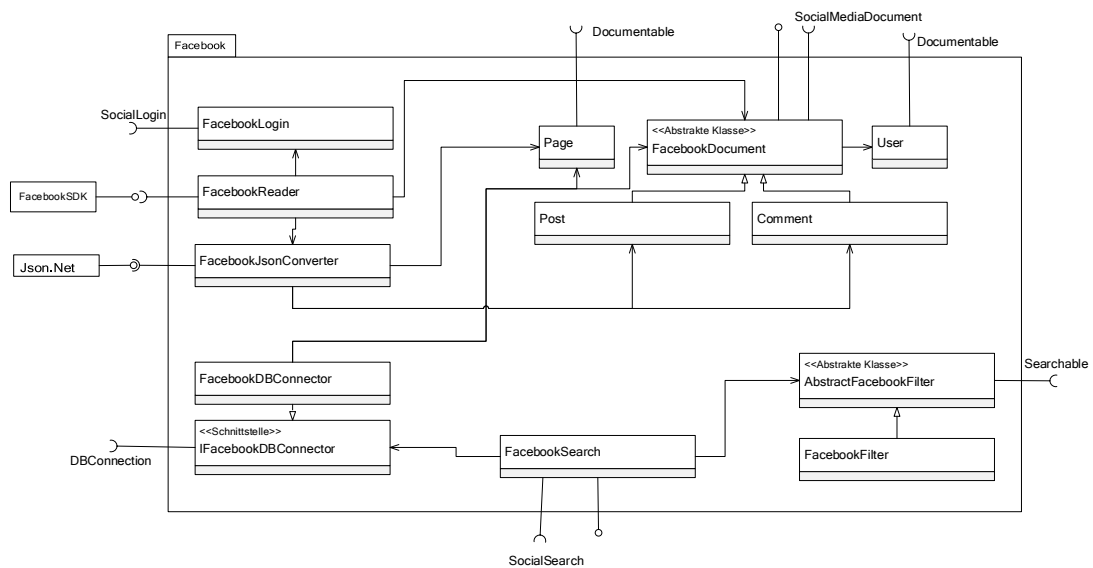 SocialMediaDocument
Documentable
Documentable
Facebook
SocialLogin
FacebookLogin
Page
<<Abstrakte Klasse>>
FacebookDocument
User
FacebookSDK
FacebookReader
Post
Comment
Json.Net
FacebookJsonConverter
FacebookDBConnector
<<Abstrakte Klasse>>
AbstractFacebookFilter
Searchable
<<Schnittstelle>>
IFacebookDBConnector
DBConnection
FacebookSearch
FacebookFilter
SocialSearch